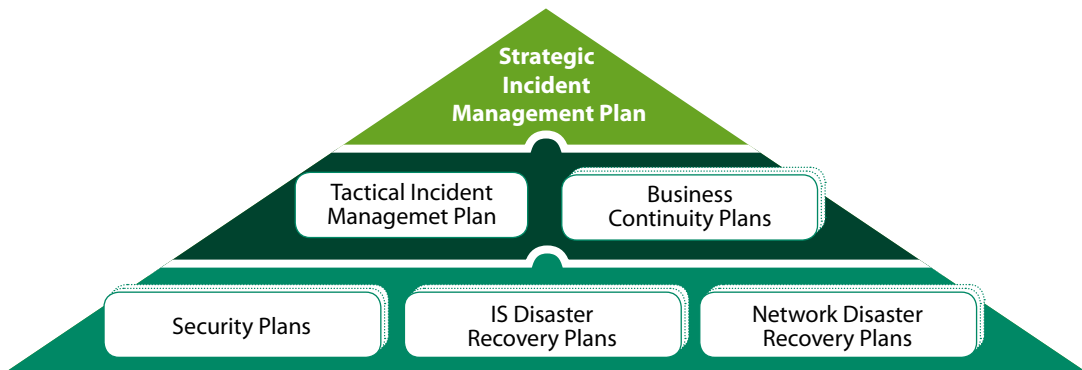 Strategic
Incident
Management Plan
Tactical Incident
Managemet Plan
Business
Continuity Plans
Security Plans
IS Disaster
Recovery Plans
Network Disaster
Recovery Plans